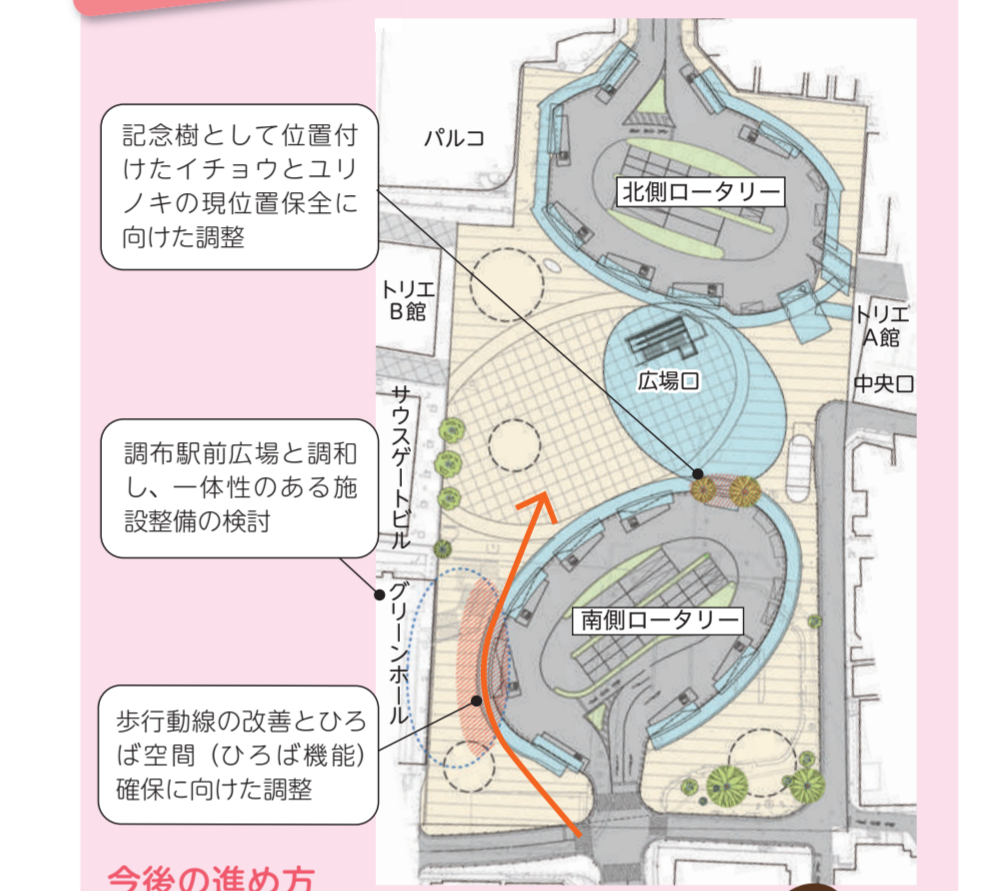 記念樹として位置付
けたイチョウとユリ
ノキの現位置保全に
向けた調整
パルコ
北側ロータリー
トリエ
B館
トリエ
A館
広場口
中央口
サウスゲートビル
調布駅前広場と調和
し、一体性のある施
設整備の検討
グリーンホール
南側ロータリー
歩行動線の改善とひろ
ば空間（ひろば機能）
確保に向けた調整
今後の進め方